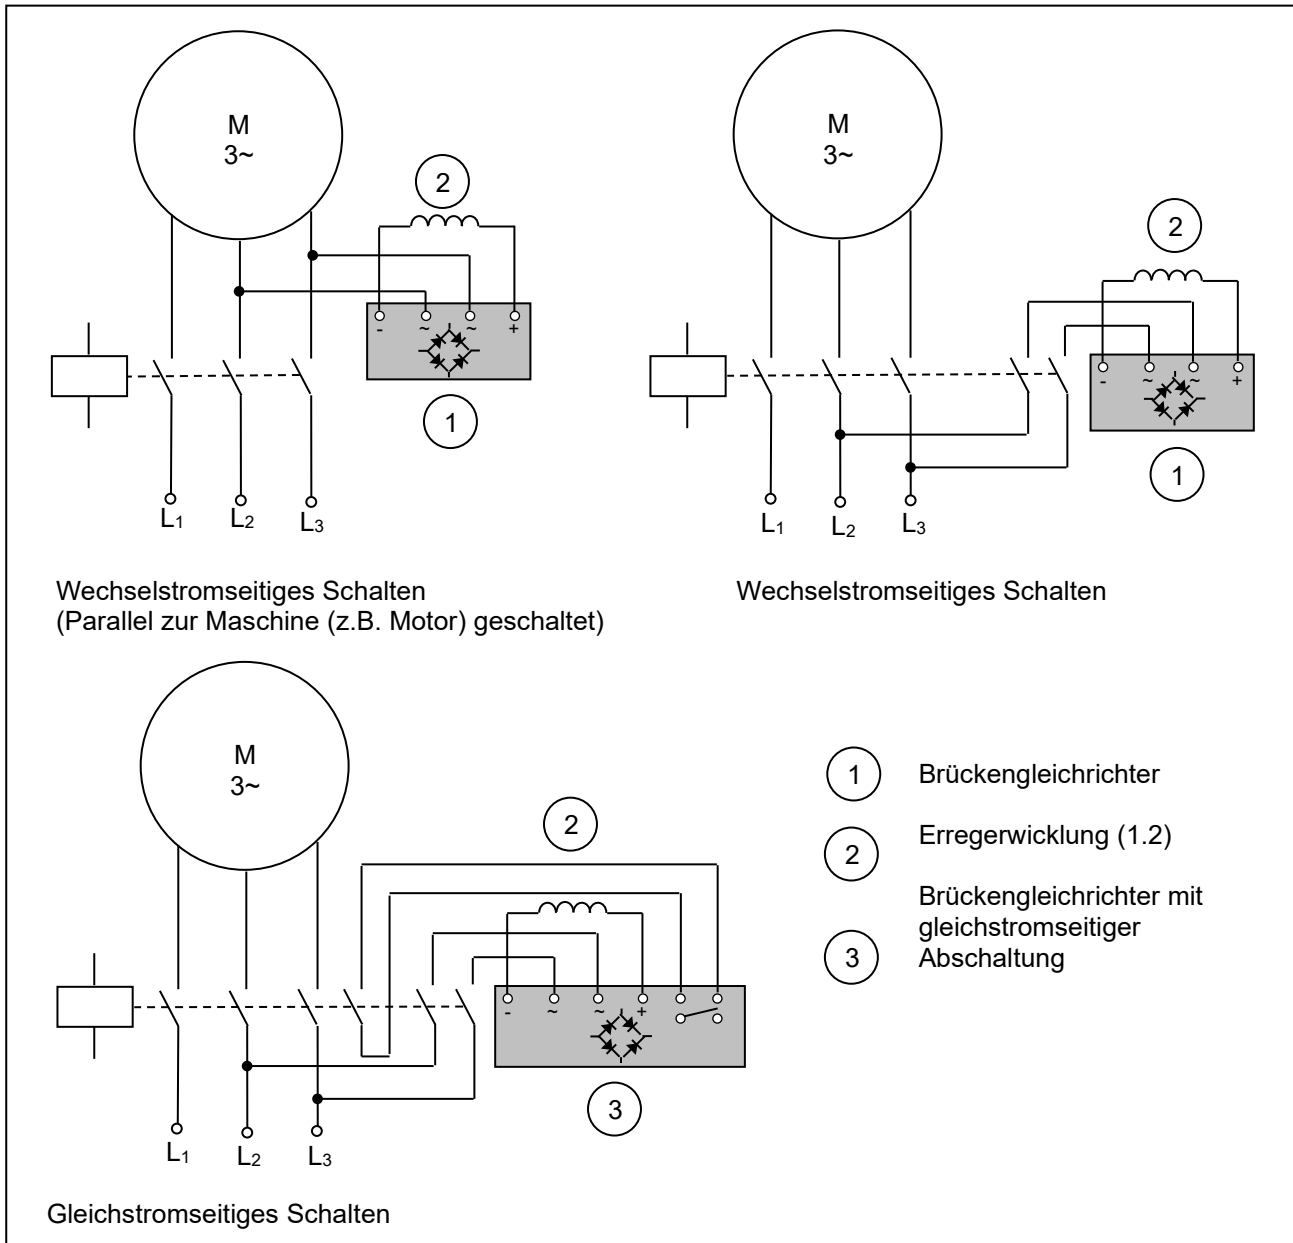 M
3~
2
- ~ ~ +
1
L1 L2 L3
Wechselstromseitiges Schalten
(Parallel zur Maschine (z.B. Motor) geschaltet)
M
3~
2
- ~ ~ +
1
L1 L2 L3
Wechselstromseitiges Schalten
M
3~
2
- ~ ~ +
3
L1 L2 L3
Gleichstromseitiges Schalten
1 Brückengleichrichter
2 Erregerwicklung (1.2)
Brückengleichrichter mit
gleichstromseitiger
3 Abschaltung